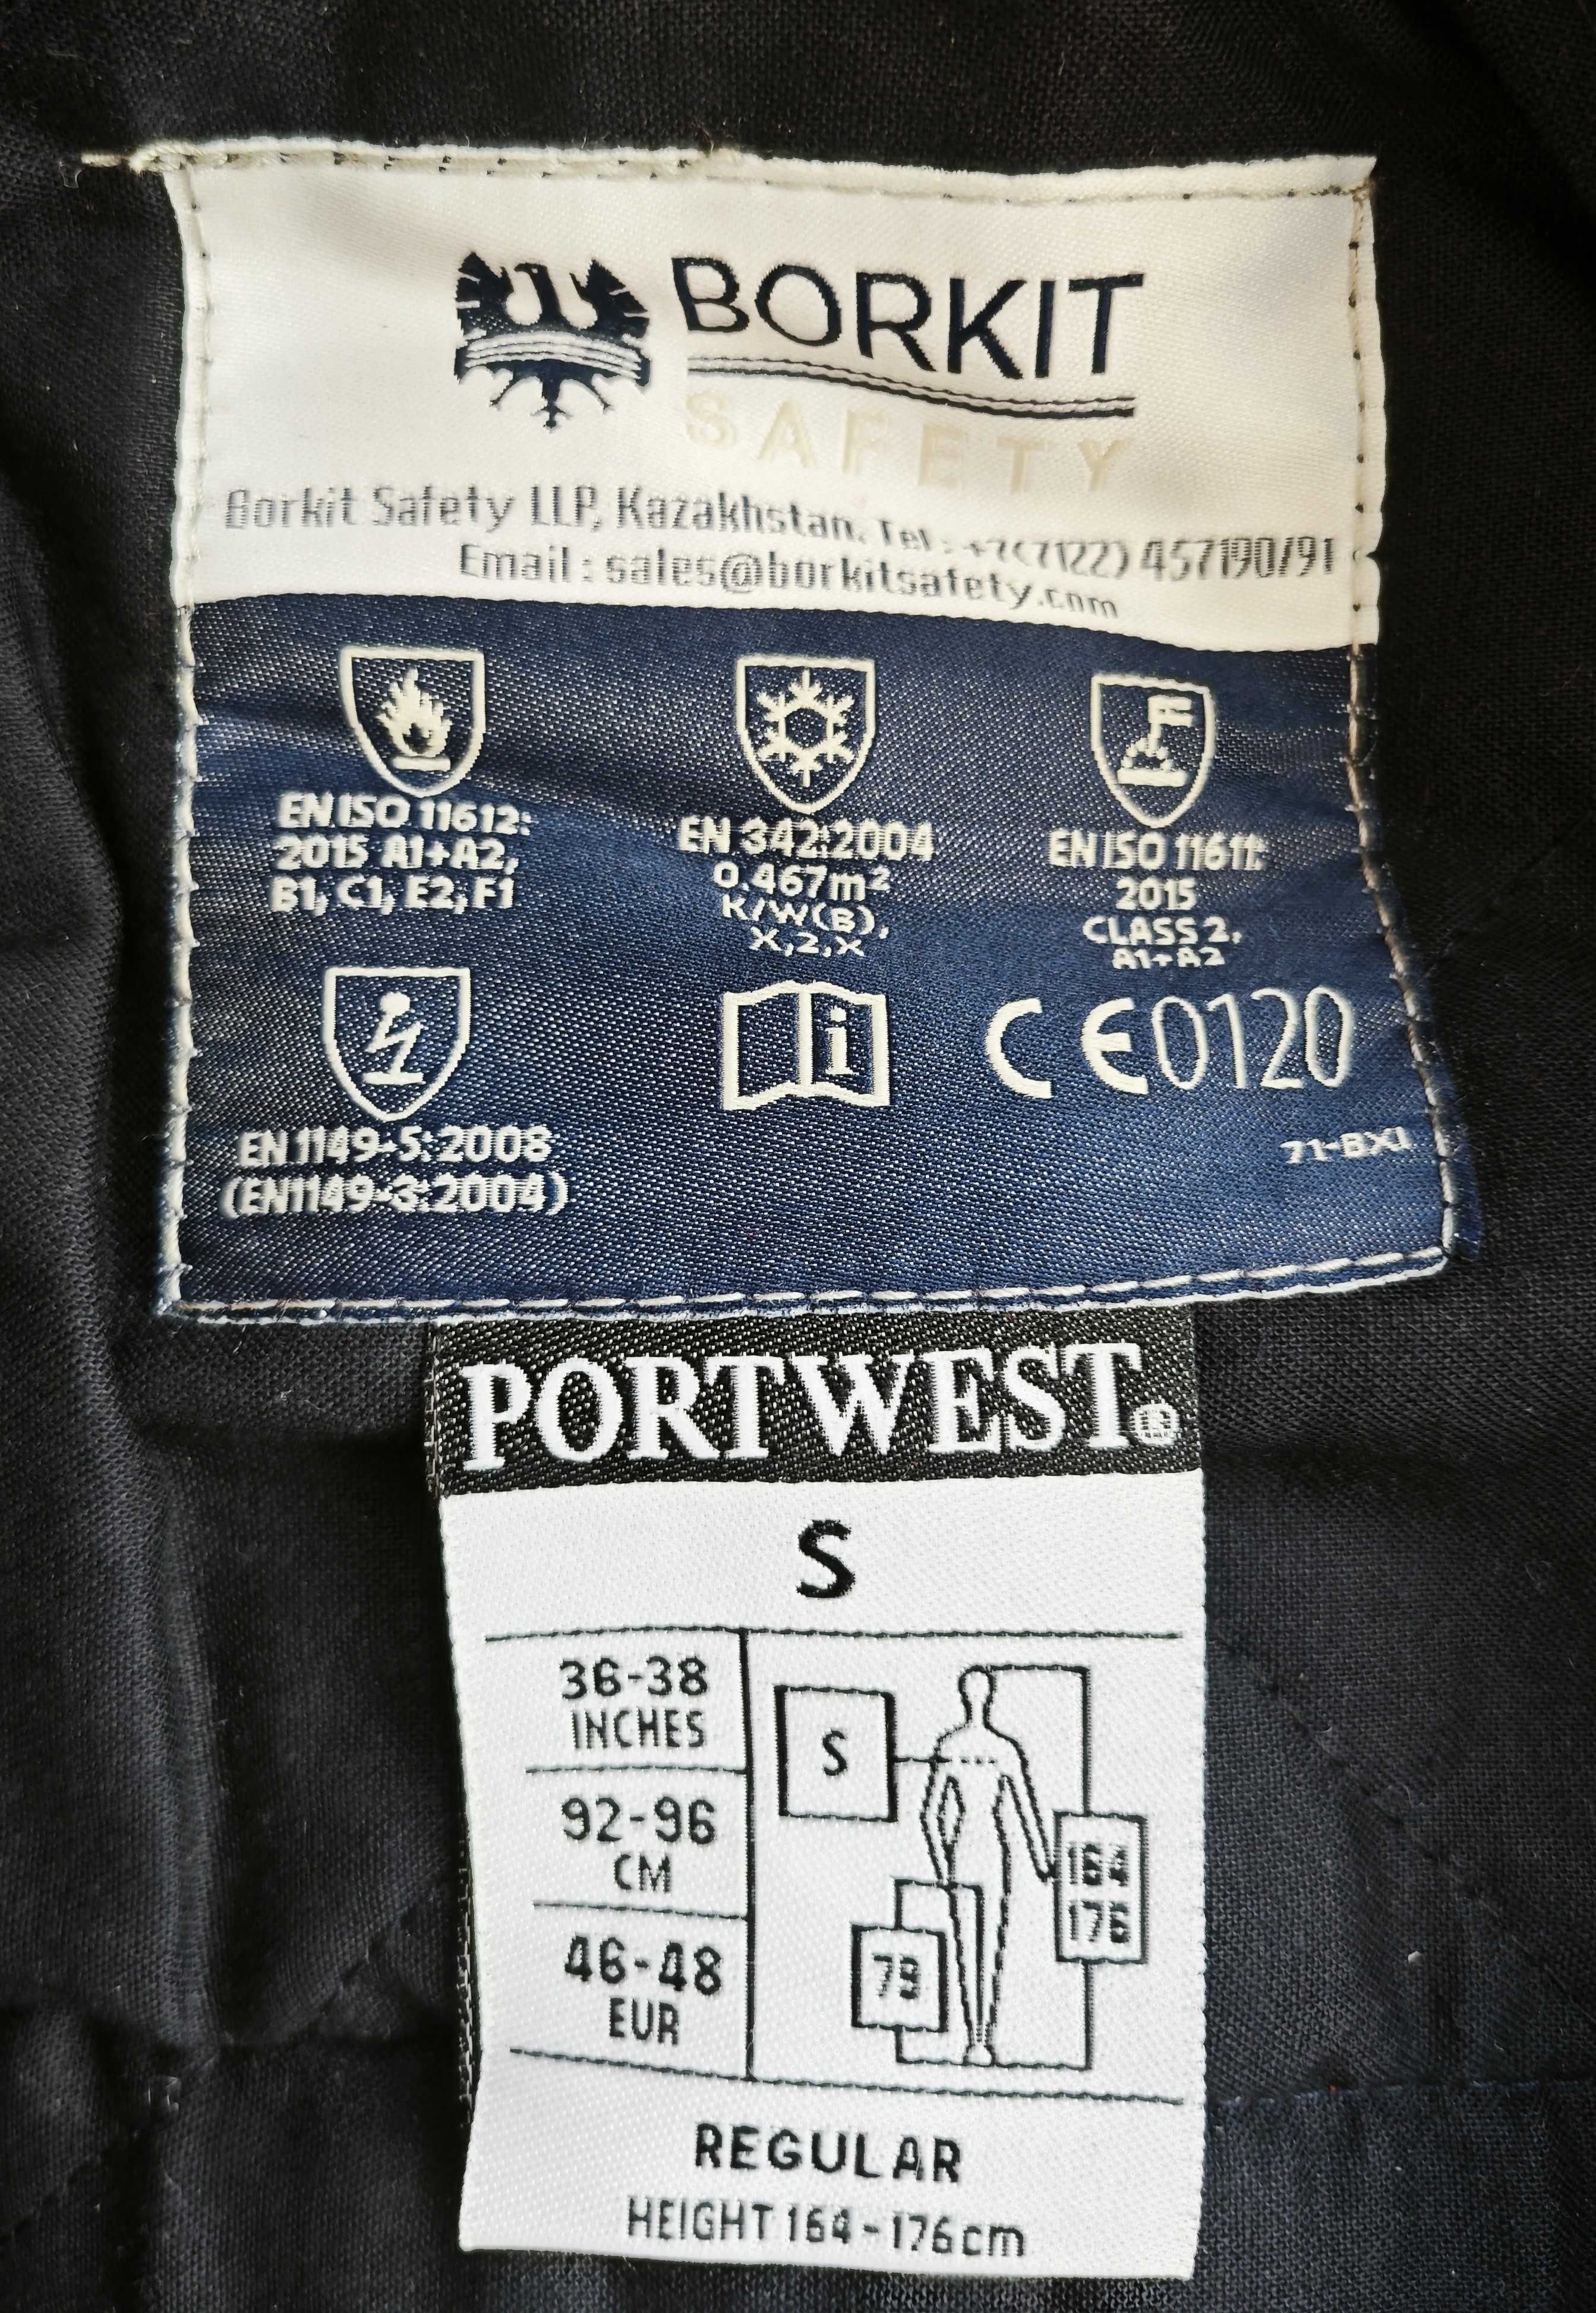 BORKIT
SAFETY
Borkit Safety LLP, Kazakhstan. Tel : +7(7122) 457190/91
Email : sales@borkitsafety.com
EN ISO 11612:
2015 A1+A2,
B1, C1, E2, F1
EN 342:2004
0.467m²
K/W(B),
X,2,X
EN ISO 11611:
2015
CLASS 2,
A1+A2
EN 1149-5:2008
(EN1149-3:2004)
i
CE0120
71-BX1
PORTWEST®
S
36-38
INCHES
92-96
CM
46-48
EUR
S
164
176
79
REGULAR
HEIGHT 164-176cm